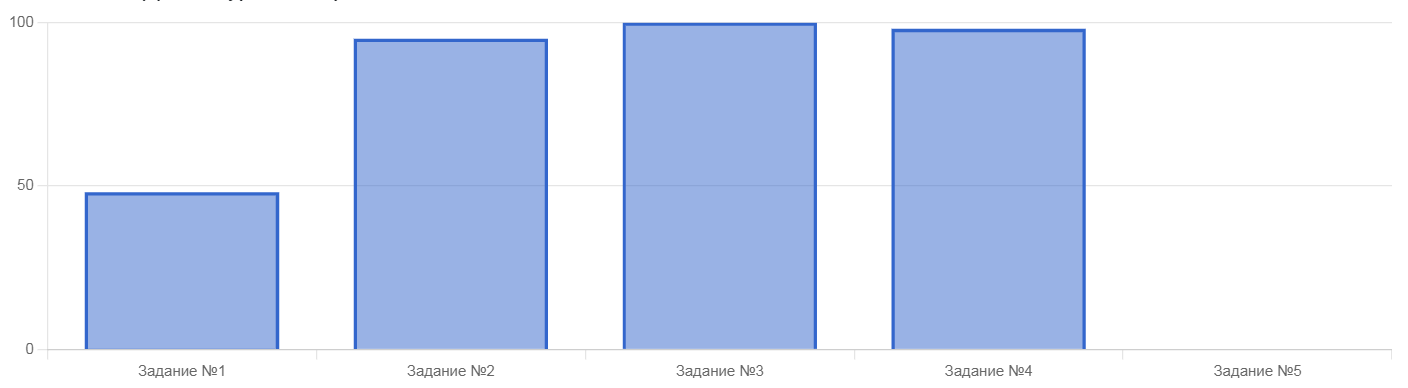 100
50
0
Задание №1
Задание №2
Задание №3
Задание №4
Задание №5